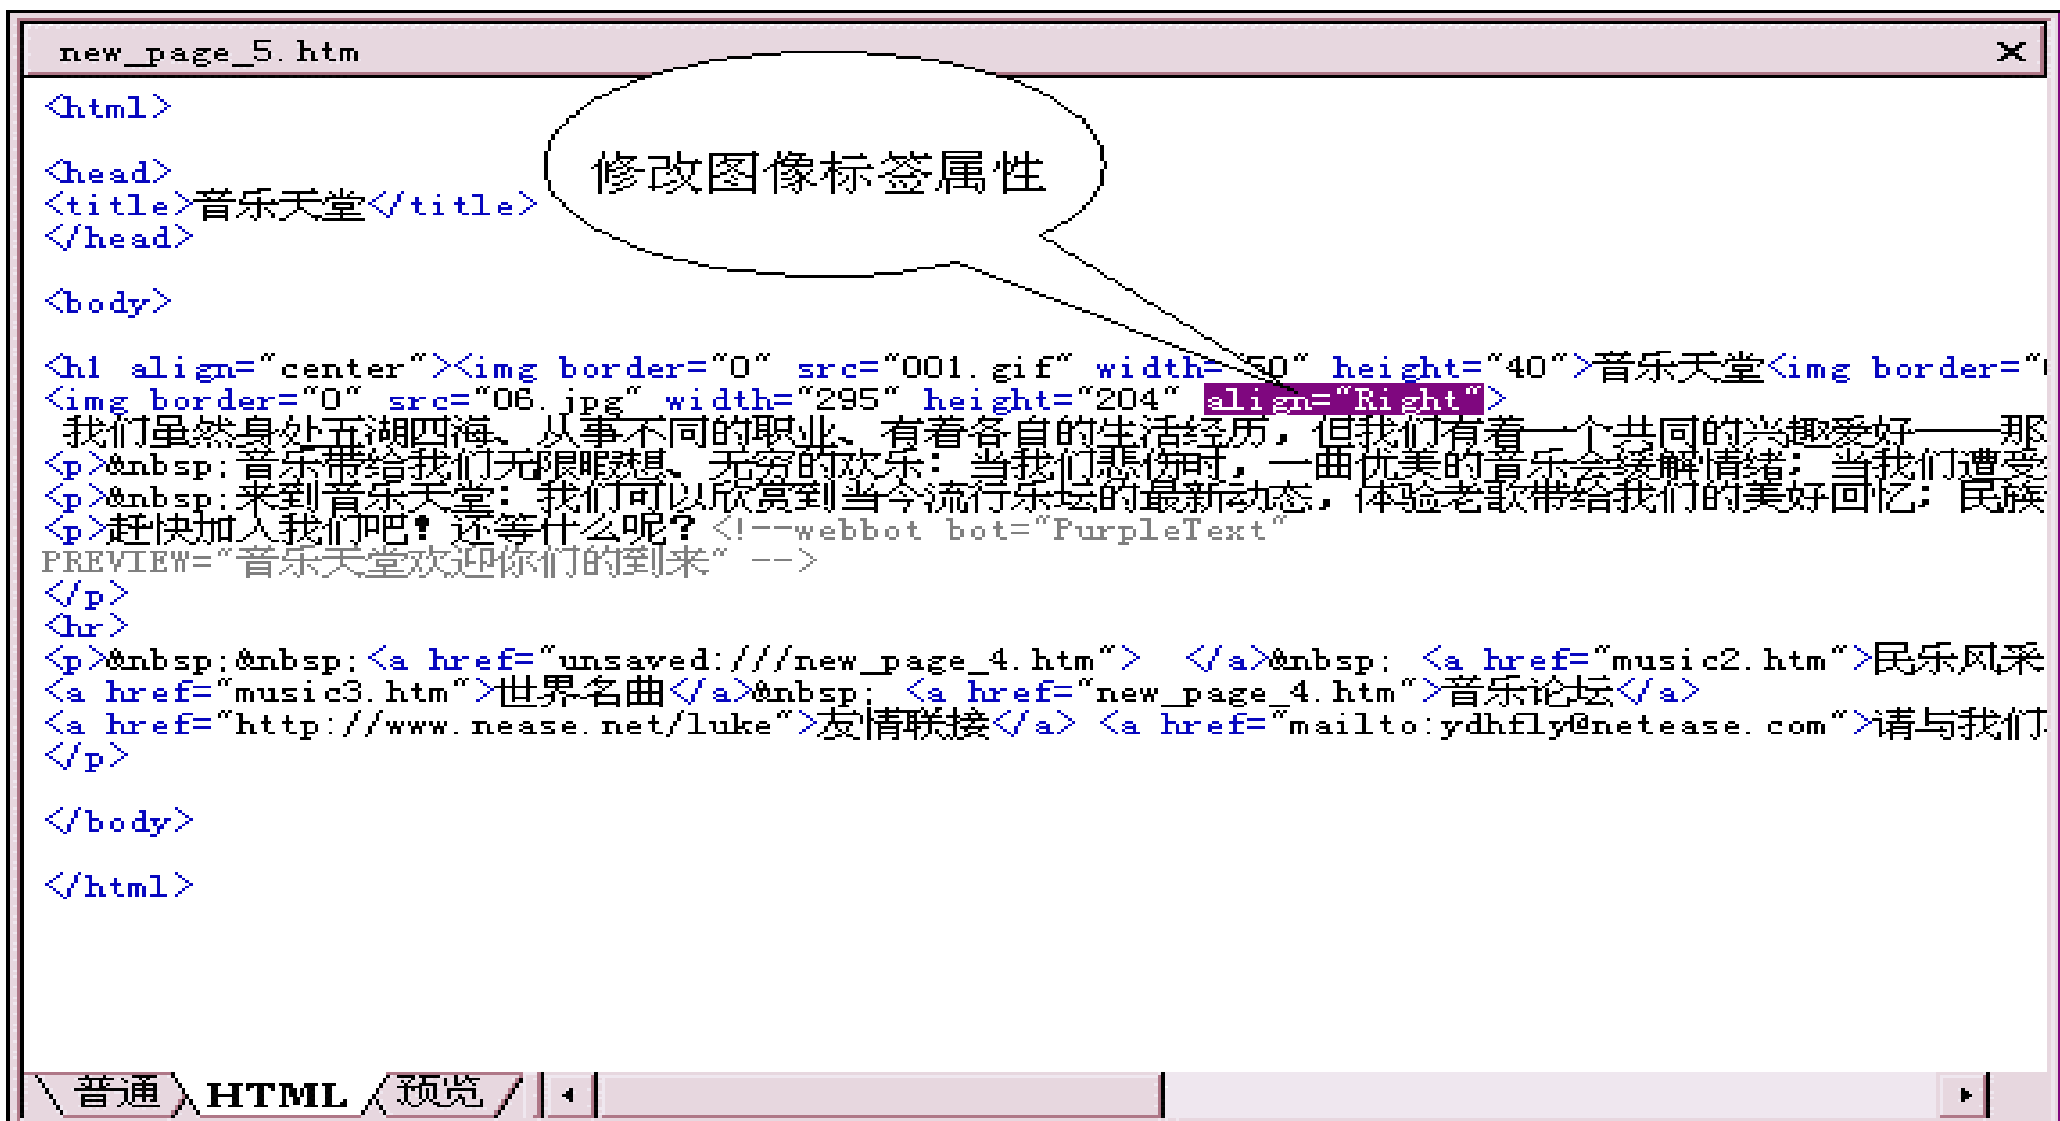 new_page_5.htm
<html>
修改图像标签属性
<head>
<title>音乐天堂</title>
</head>
<body>
<h1 align="center"><img border="0" src="001.gif" width="50" height="40">音乐天堂<img border="
<img border="0" src="06.jpg" width="295" height="204" align="Right">
我们虽然身处五湖四海、从事不同的职业、有着各自的生活经历，但我们有着一个共同的兴趣爱好——那
<p>&nbsp;音乐带给我们无限暇想、无穷的欢乐；当我们悲伤时，一曲优美的音乐会缓解情绪；当我们遭受
<p>&nbsp;来到音乐天堂；我们可以欣赏到当今流行乐坛的最新动态，体验老歌带给我们的美好回忆；民族
<p>赶快加入我们吧！还等什么呢？<!--webbot bot="PurpleText"
PREVIEW="音乐天堂欢迎你们的到来" -->
</p>
<hr>
<p>&nbsp;&nbsp;<a href="unsaved:///new_page_4.htm">  </a>&nbsp; <a href="music2.htm">民乐风采
<a href="music3.htm">世界名曲</a>&nbsp; <a href="new_page_4.htm">音乐论坛</a>
<a href="http://www.nease.net/luke">友情联接</a> <a href="mailto:ydhfly@netease.com">请与我们
</p>
</body>
</html>
普通 HTML 预览